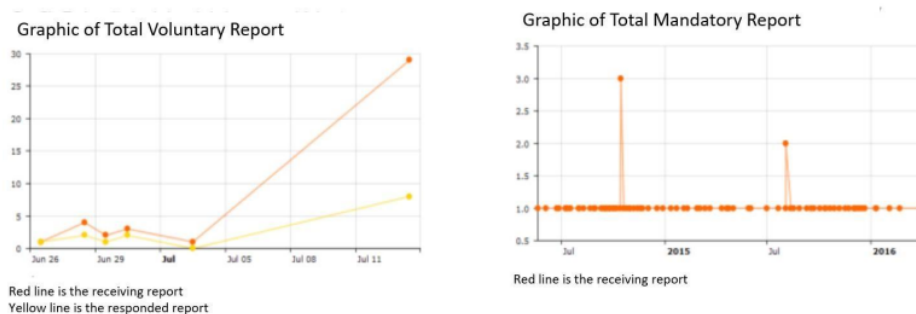 Graphic of Total Voluntary Report
30
25
20
15
10
5
0
Jun 26 Jun 29 Jul Jul 05 Jul 08 Jul 11
Red line is the receiving report
Yellow line is the responded report
Graphic of Total Mandatory Report
3.5
3.0
2.5
2.0
1.5
1.0
0.5
Jul 2015 Jul 2016
Red line is the receiving report